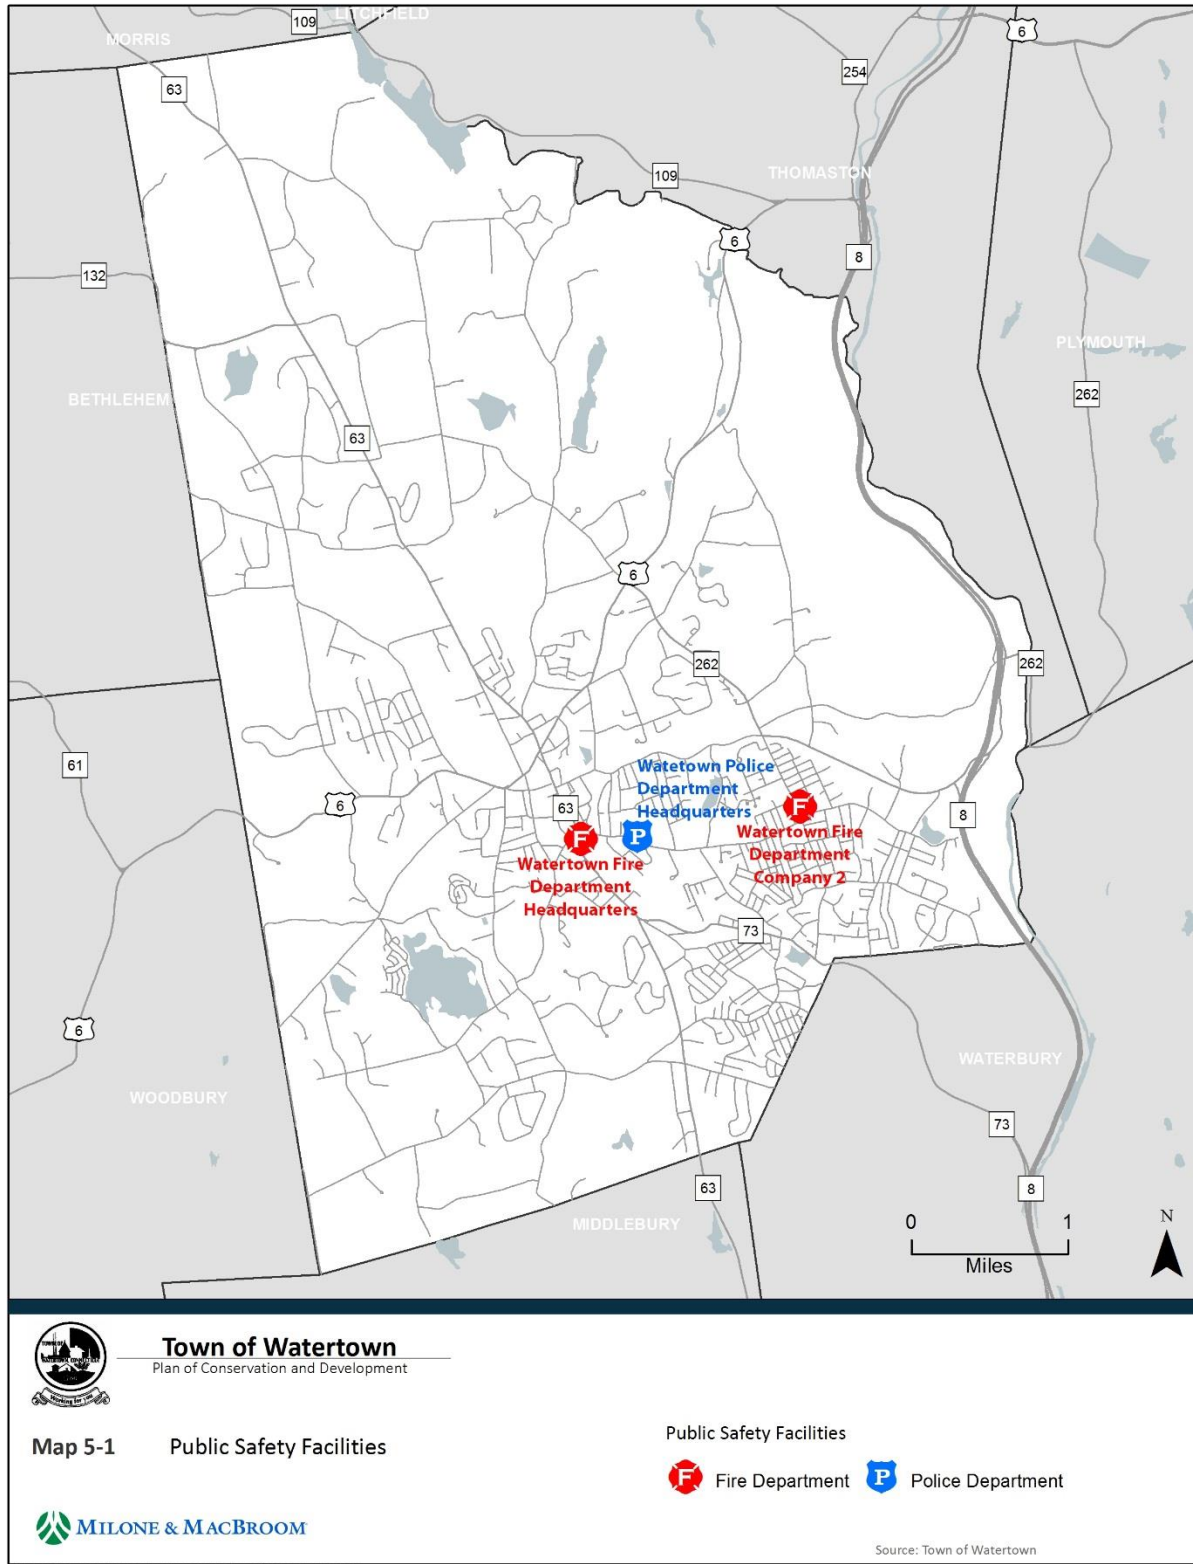 LITCHFIELD
109
MORRIS
6
254
63
109
THOMASTON
6
8
132
PLYMOUTH
BETHLEHEM
262
63
6
262
262
61
Watetown Police
Department
Headquarters
6
63
F
P
F
8
Watertown Fire
Department
Headquarters
Watertown Fire
Department
Company 2
73
6
WATERBURY
WOODBURY
73
63
8
MIDDLEBURY
0 1
Miles
N
Town of Watertown
Plan of Conservation and Development
Working for you
Map 5-1 Public Safety Facilities
Public Safety Facilities
F Fire Department P Police Department
MILONE & MACBROOM
Source: Town of Watertown